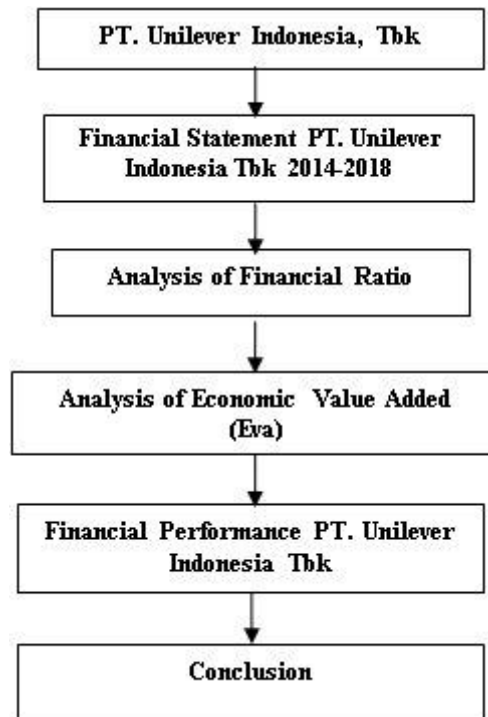 PT. Unilever Indonesia, Tbk
Financial Statement PT. Unilever
Indonesia Tbk 2014-2018
Analysis of Financial Ratio
Analysis of Economic Value Added
(Eva)
Financial Performance PT. Unilever
Indonesia Tbk
Conclusion